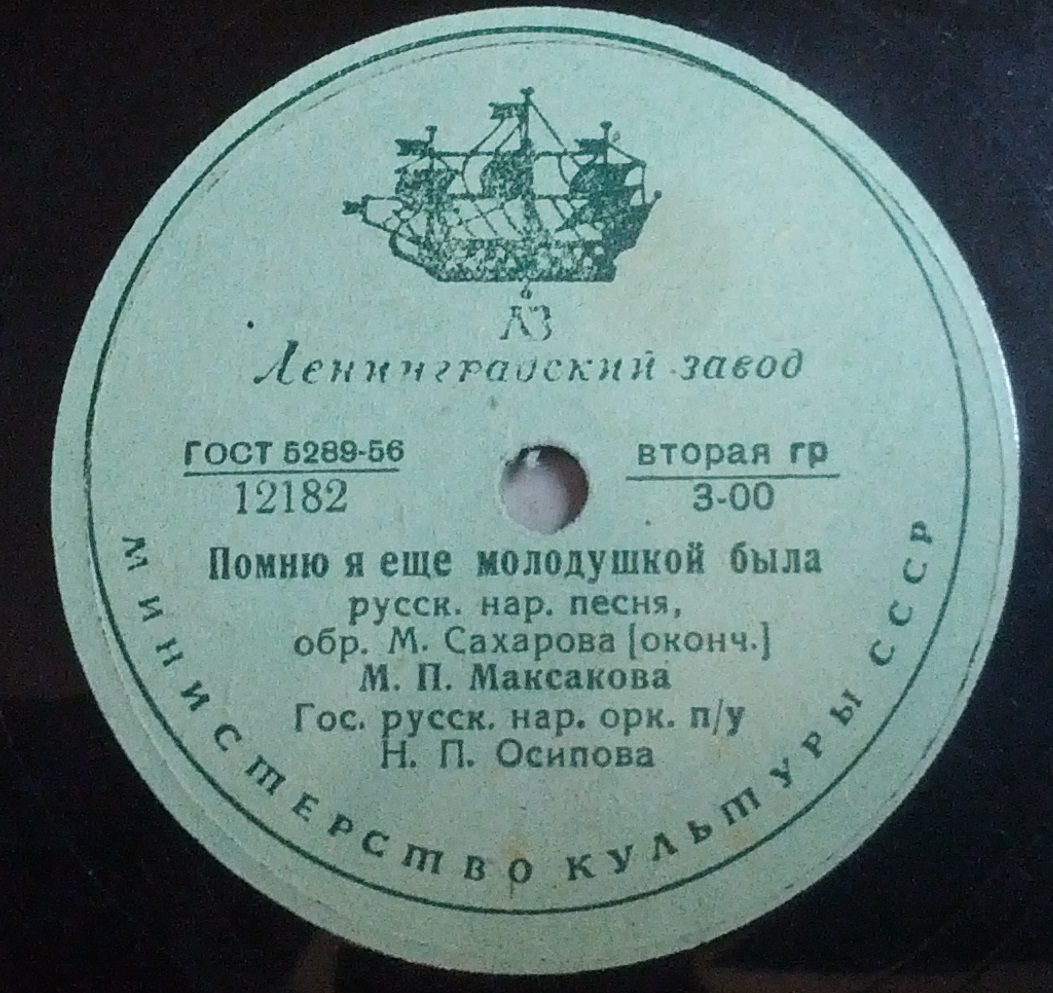 ЛЗ
Ленинградский завод
ГОСТ 5289-56
12182
вторая гр
3-00
Помню я еще молодушкой была
русск. нар. песня,
обр. М. Сахарова [оконч.]
М. П. Максакова
Гос. русск. нар. орк. п/у
Н. П. Осипова
МИНИСТЕРСТВО КУЛЬТУРЫ СССР